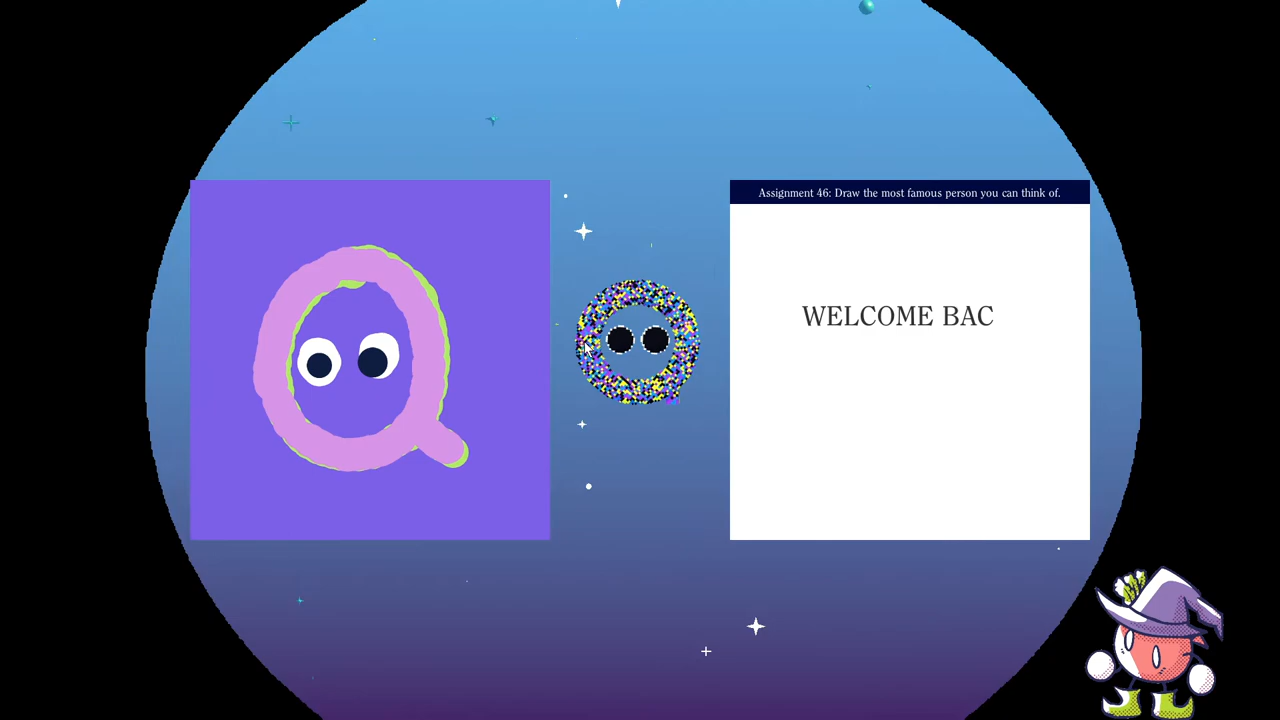 Q
Assignment 46: Draw the most famous person you can think of.
WELCOME BAC